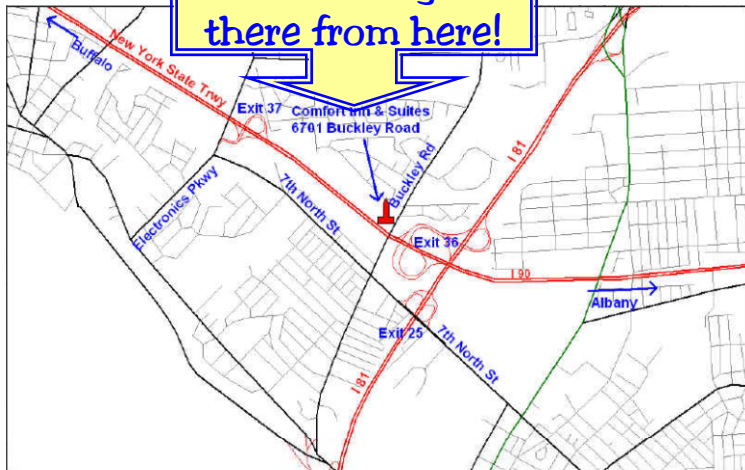 there from here!
Buffalo
New York State Trwy
Exit 37
Comfort Inn & Suites
6701 Buckley Road
Buckley Rd
I 81
Electronics Pkwy
7th North St
Exit 36
I 90
Albany
Exit 25
7th North St
I 81